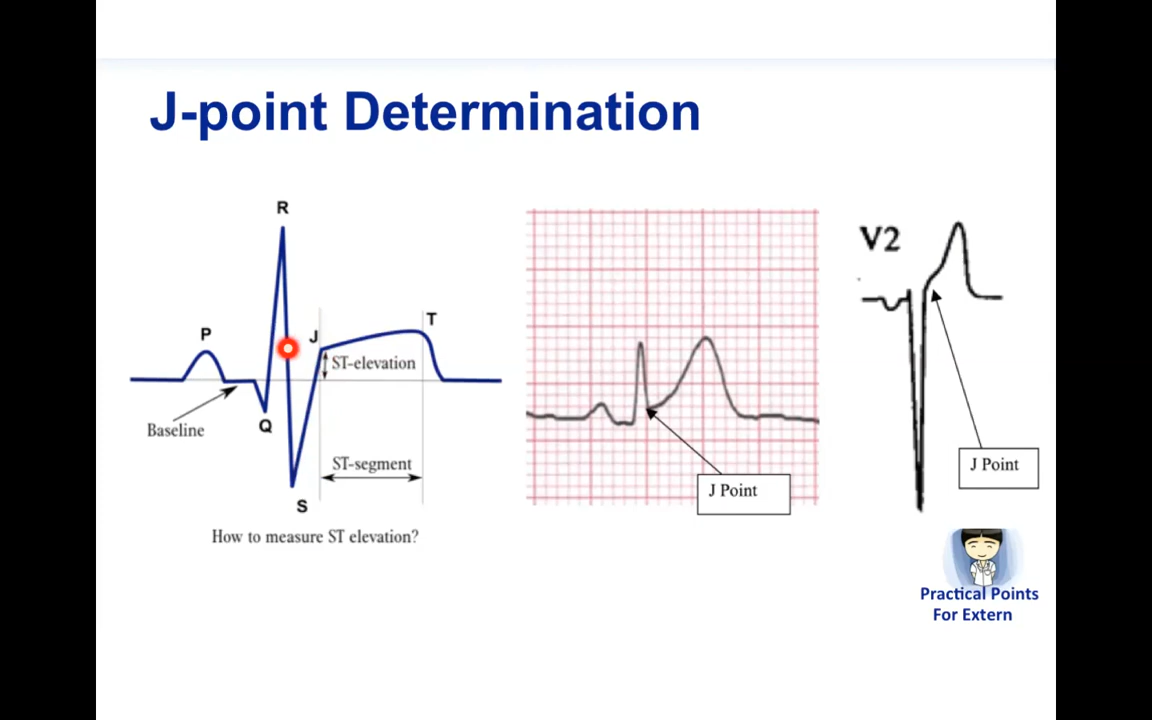 J-point Determination
R
P
J
T
ST-elevation
Baseline
Q
ST-segment
S
How to measure ST elevation?
J Point
V2
J Point
Practical Points
For Extern